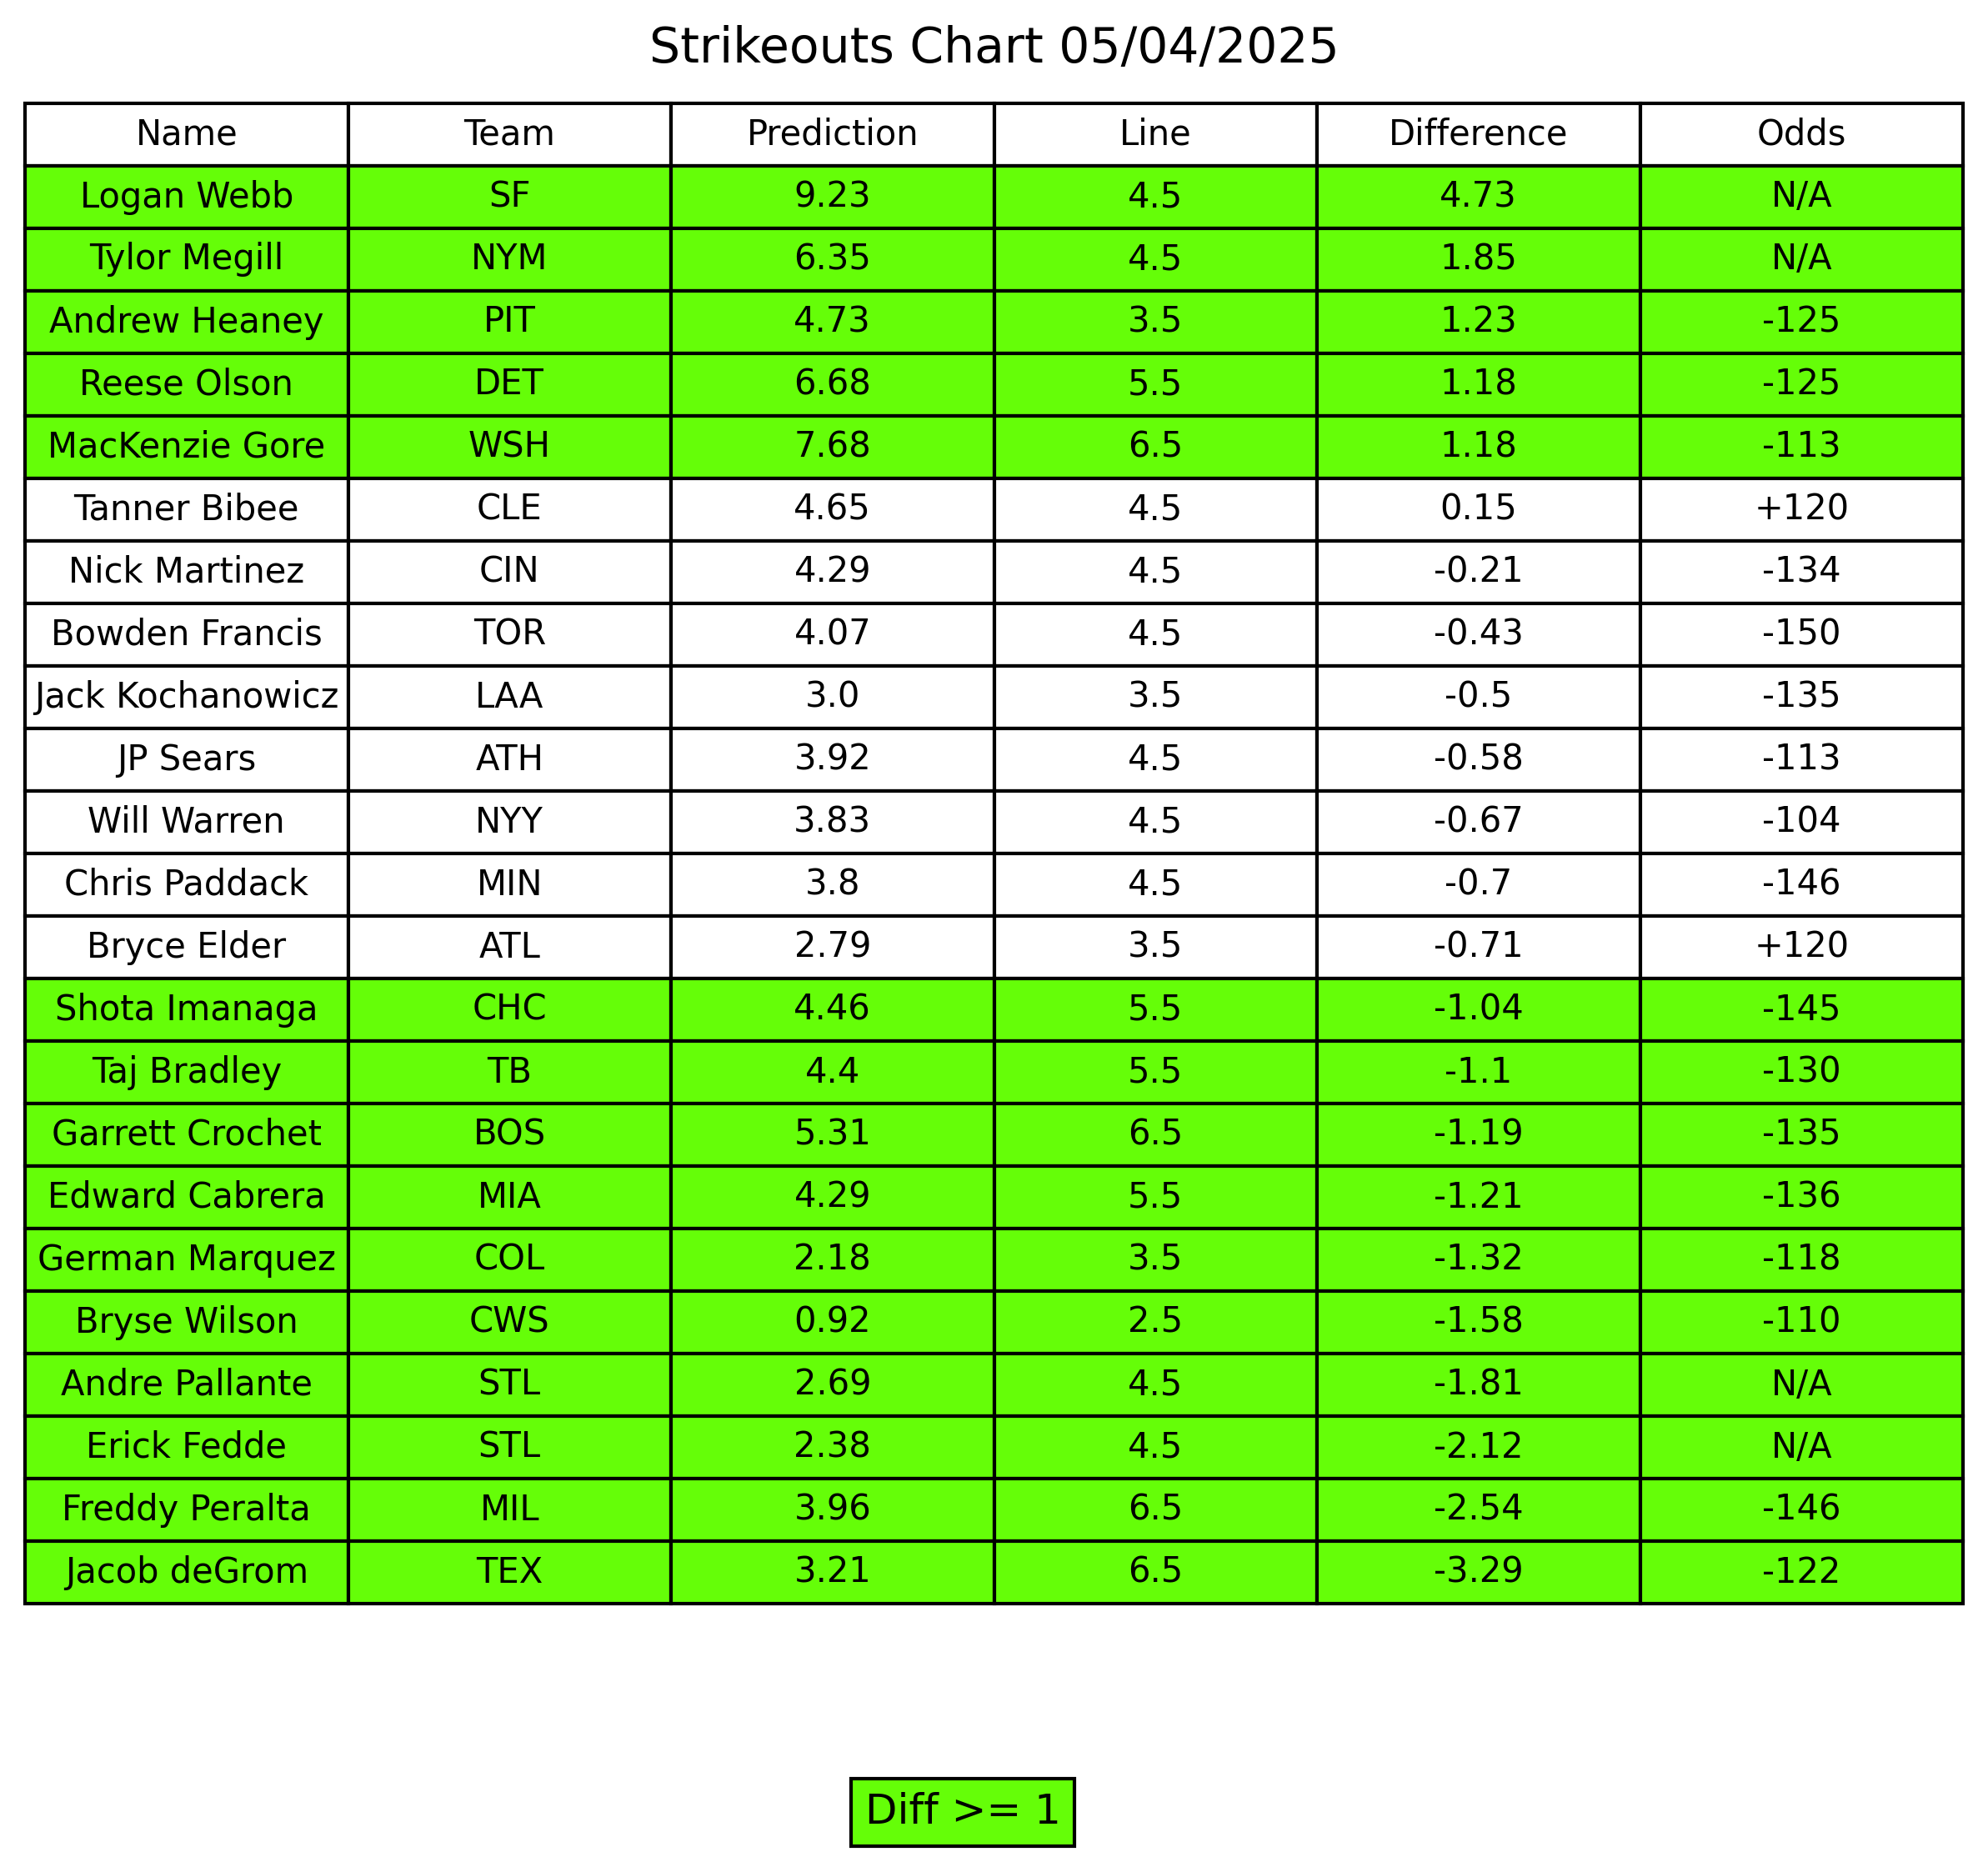 Strikeouts Chart 05/04/2025
Name Team Prediction Line Difference Odds
Logan Webb SF 9.23 4.5 4.73 N/A
Tylor Megill NYM 6.35 4.5 1.85 N/A
Andrew Heaney PIT 4.73 3.5 1.23 -125
Reese Olson DET 6.68 5.5 1.18 -125
MacKenzie Gore WSH 7.68 6.5 1.18 -113
Tanner Bibee CLE 4.65 4.5 0.15 +120
Nick Martinez CIN 4.29 4.5 -0.21 -134
Bowden Francis TOR 4.07 4.5 -0.43 -150
Jack Kochanowicz LAA 3.0 3.5 -0.5 -135
JP Sears ATH 3.92 4.5 -0.58 -113
Will Warren NYY 3.83 4.5 -0.67 -104
Chris Paddack MIN 3.8 4.5 -0.7 -146
Bryce Elder ATL 2.79 3.5 -0.71 +120
Shota Imanaga CHC 4.46 5.5 -1.04 -145
Taj Bradley TB 4.4 5.5 -1.1 -130
Garrett Crochet BOS 5.31 6.5 -1.19 -135
Edward Cabrera MIA 4.29 5.5 -1.21 -136
German Marquez COL 2.18 3.5 -1.32 -118
Bryse Wilson CWS 0.92 2.5 -1.58 -110
Andre Pallante STL 2.69 4.5 -1.81 N/A
Erick Fedde STL 2.38 4.5 -2.12 N/A
Freddy Peralta MIL 3.96 6.5 -2.54 -146
Jacob deGrom TEX 3.21 6.5 -3.29 -122
Diff >= 1